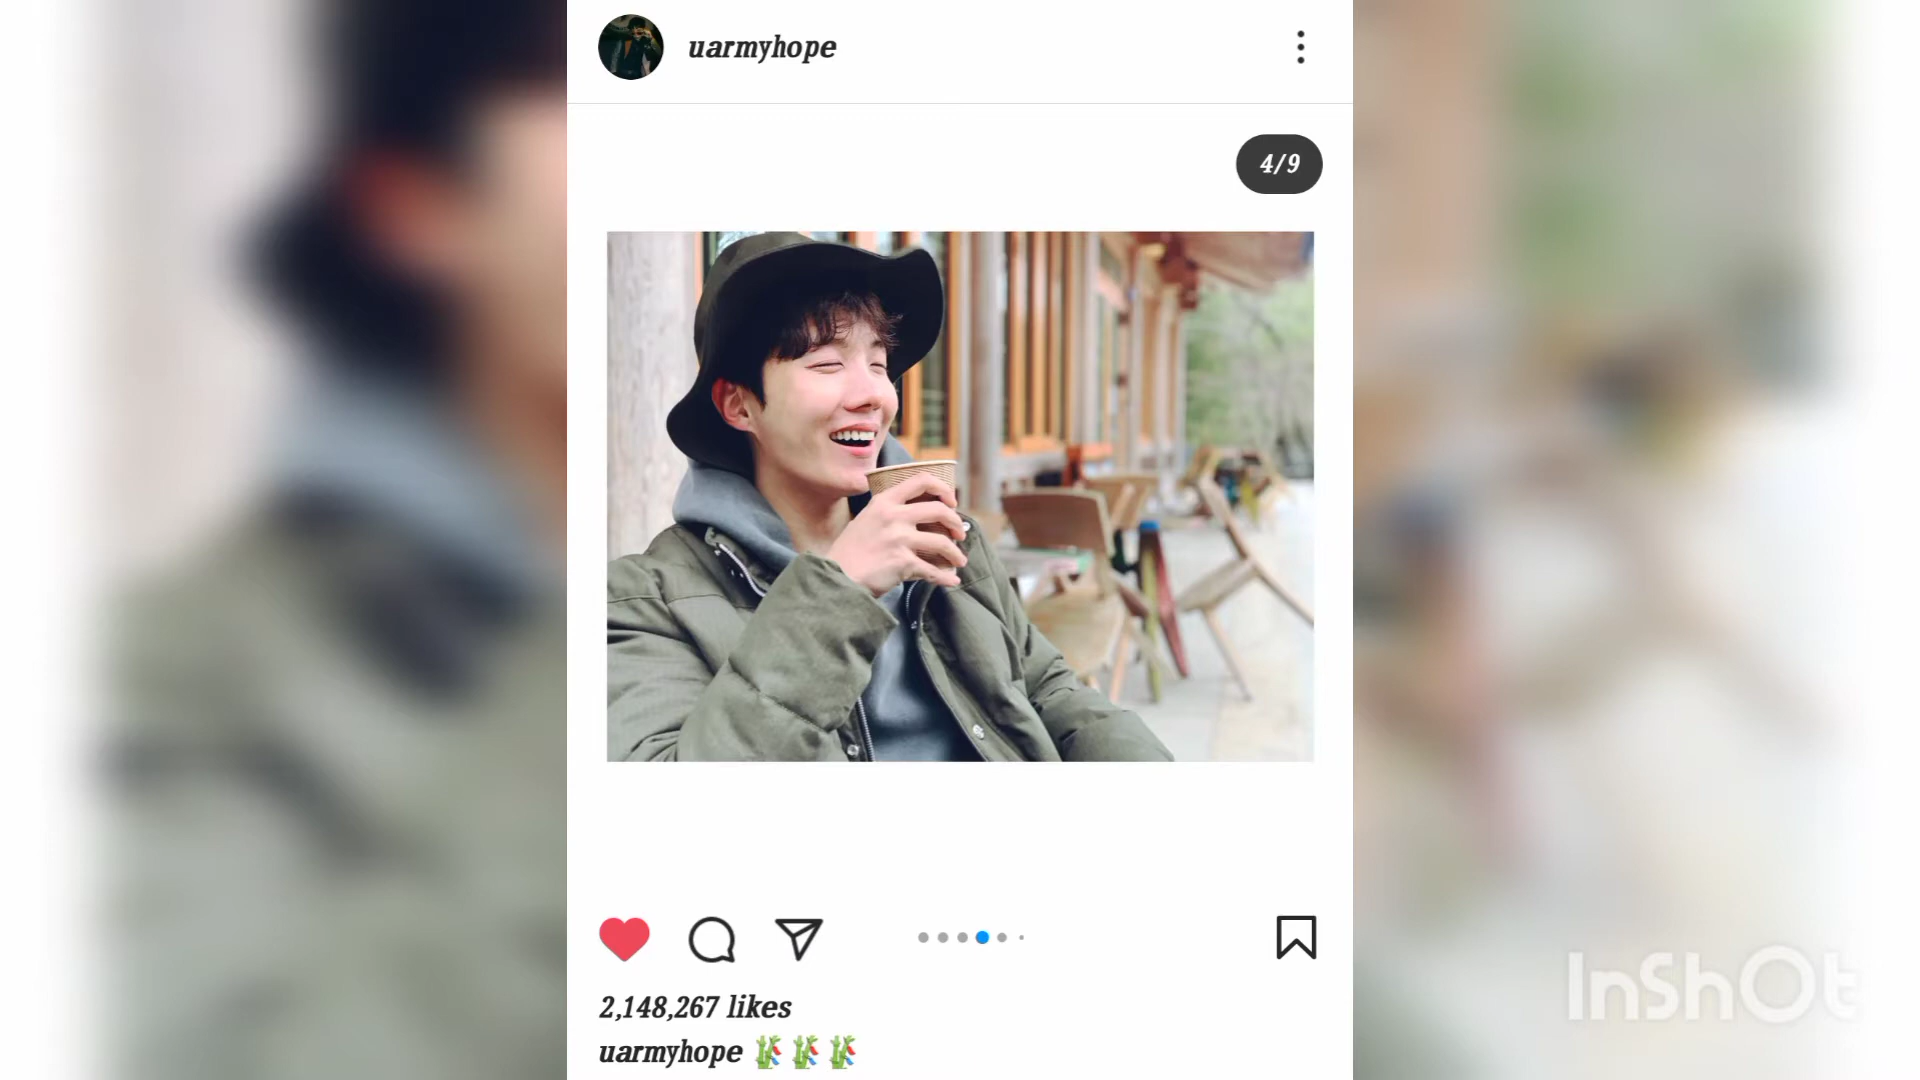 uarmyhope
4/9
2,148,267 likes
uarmyhope 🎋🎋🎋
InShOt